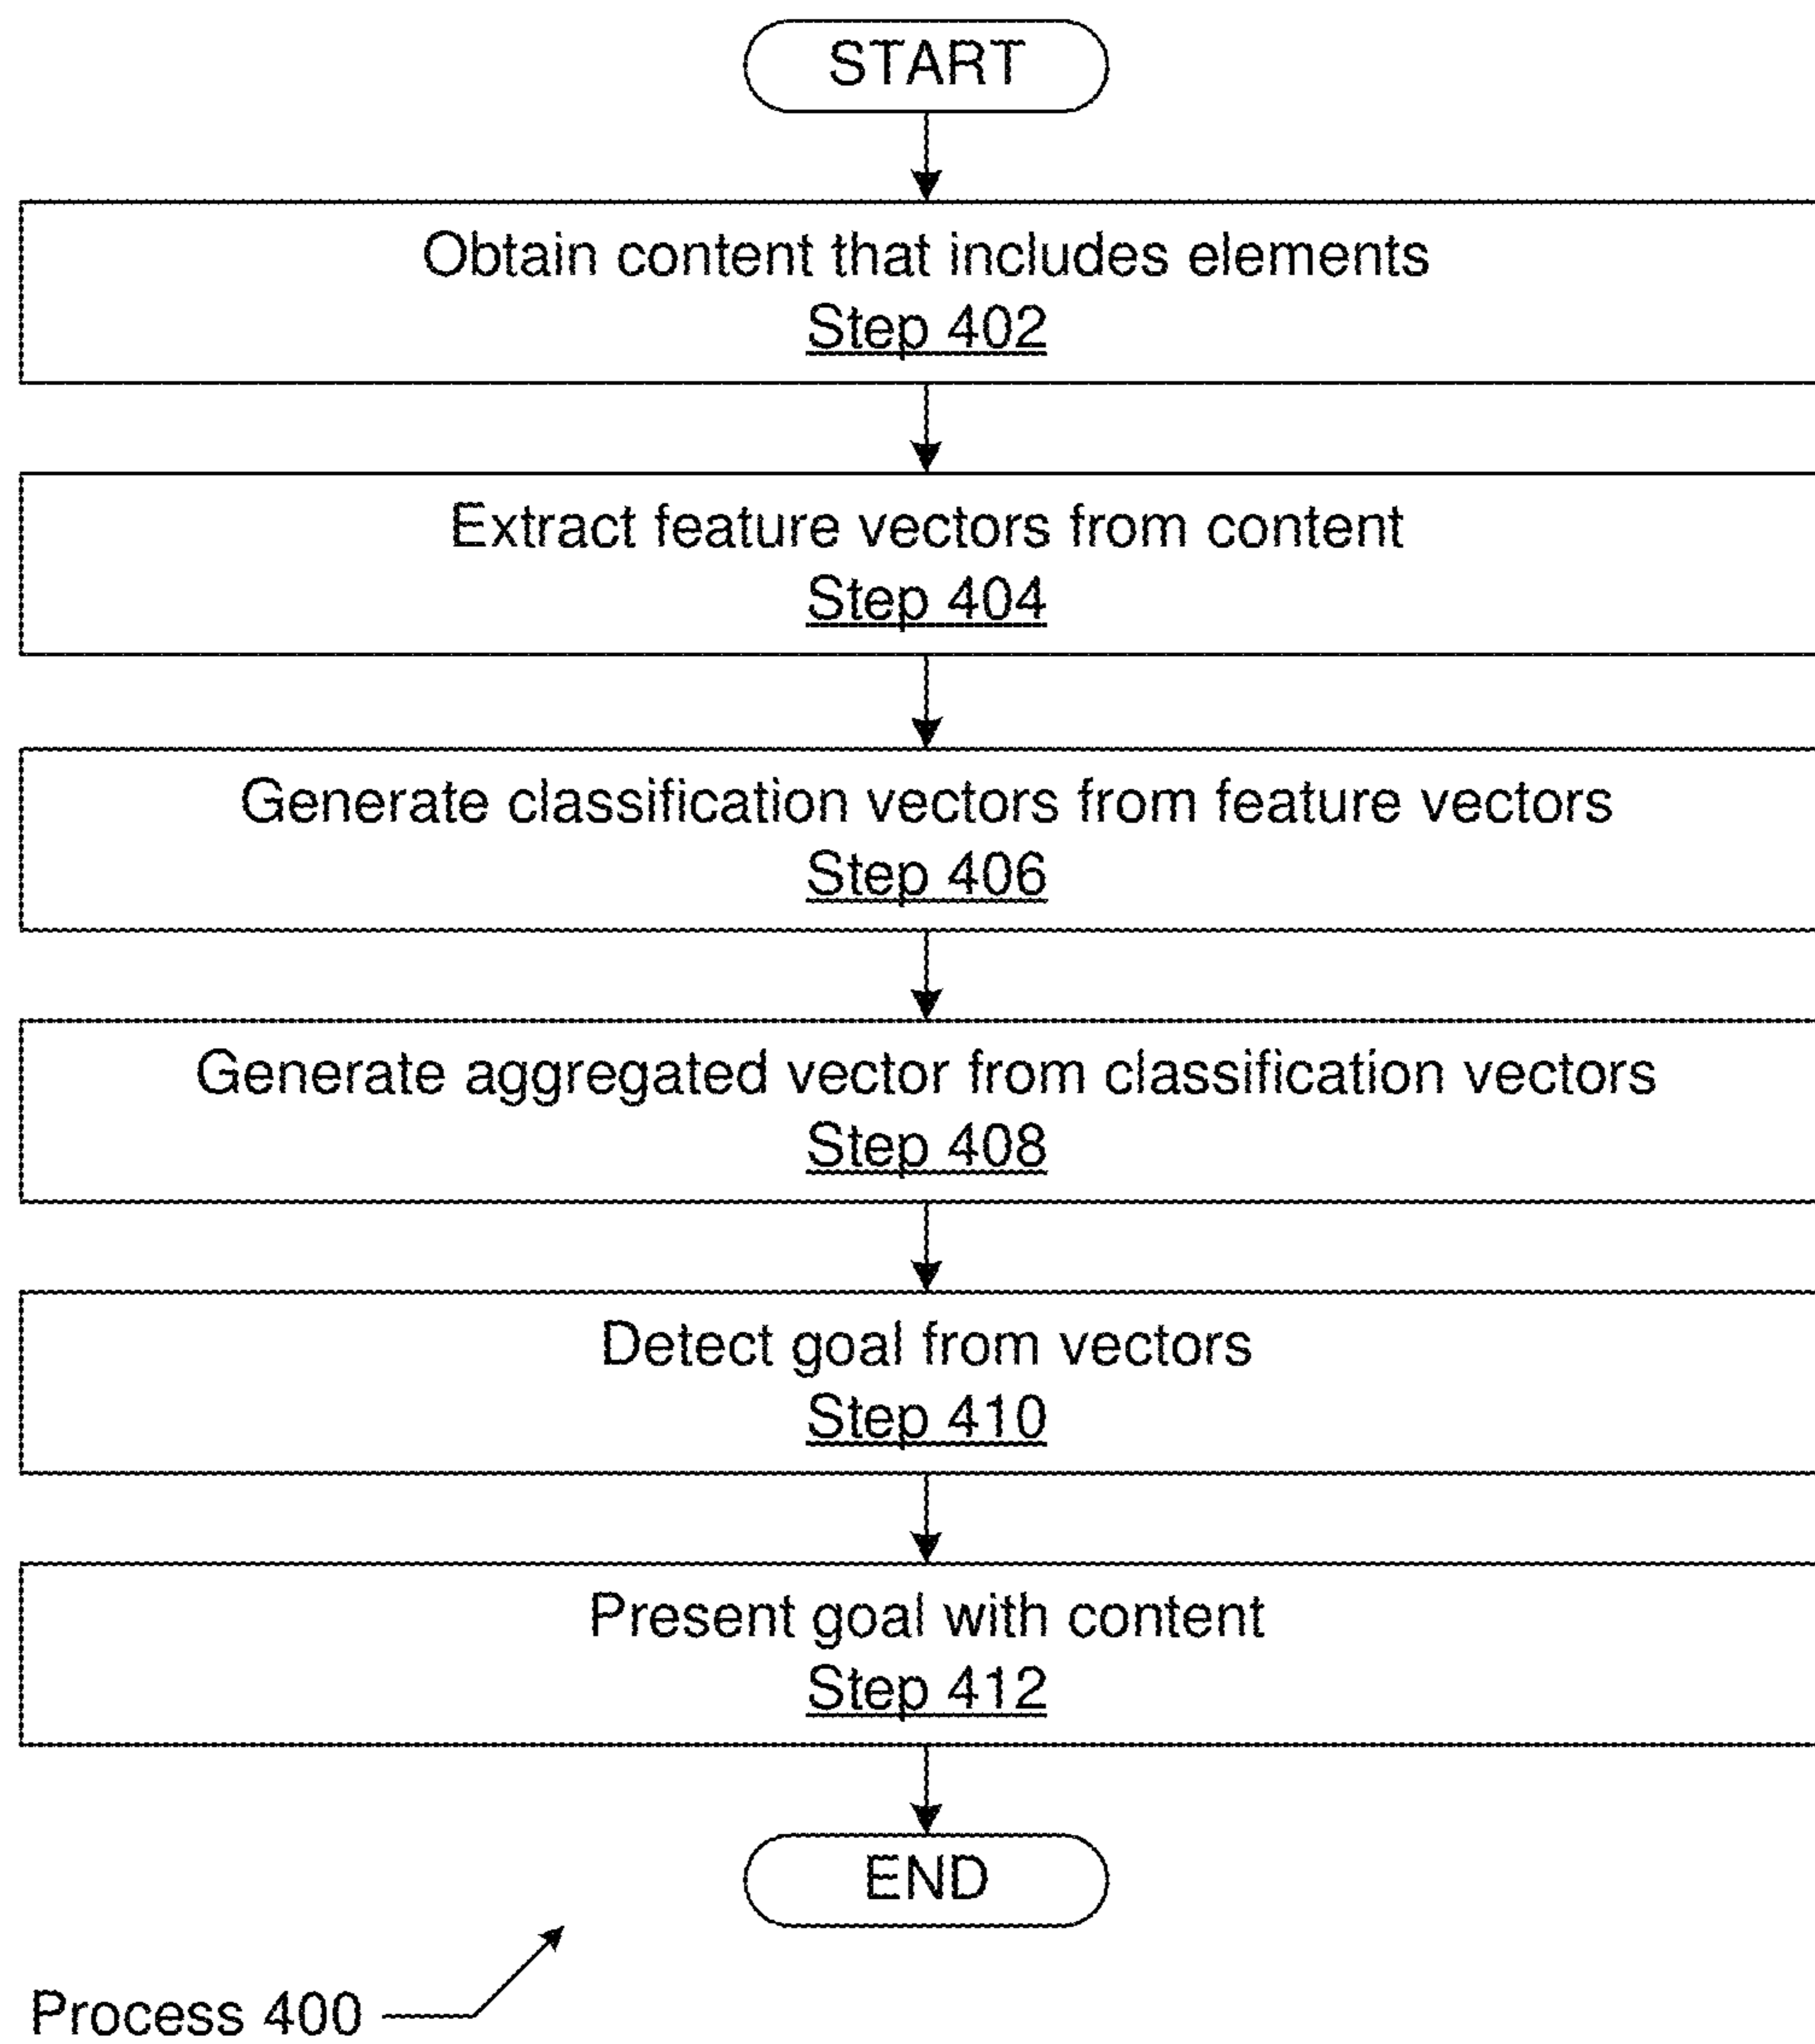 START
Obtain content that includes elements
Step 402
Extract feature vectors from content
Step 404
Generate classification vectors from feature vectors
Step 406
Generate aggregated vector from classification vectors
Step 408
Detect goal from vectors
Step 410
Present goal with content
Step 412
END
Process 400